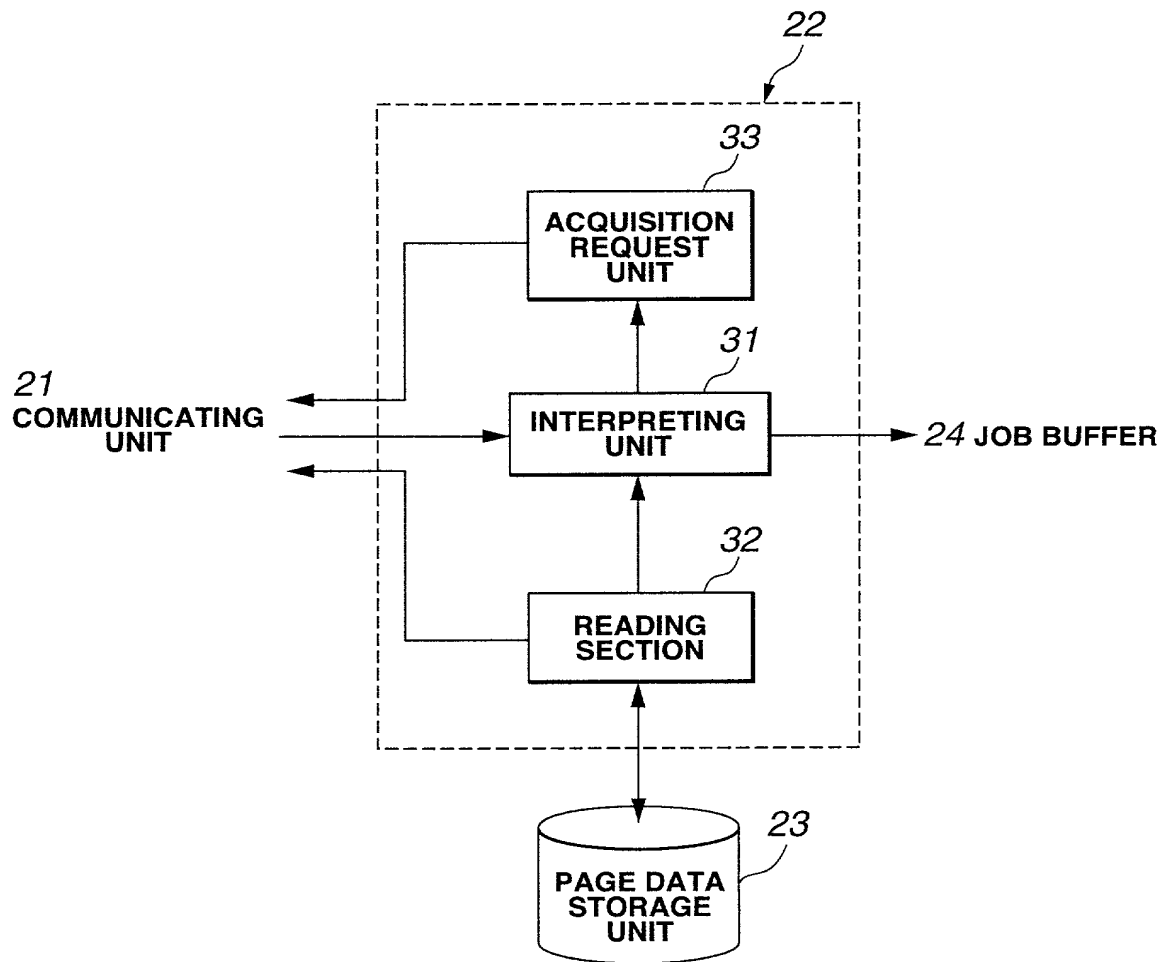 22
33
ACQUISITION
REQUEST
UNIT
31
21
COMMUNICATING
UNIT
INTERPRETING
UNIT
24 JOB BUFFER
32
READING
SECTION
23
PAGE DATA
STORAGE
UNIT